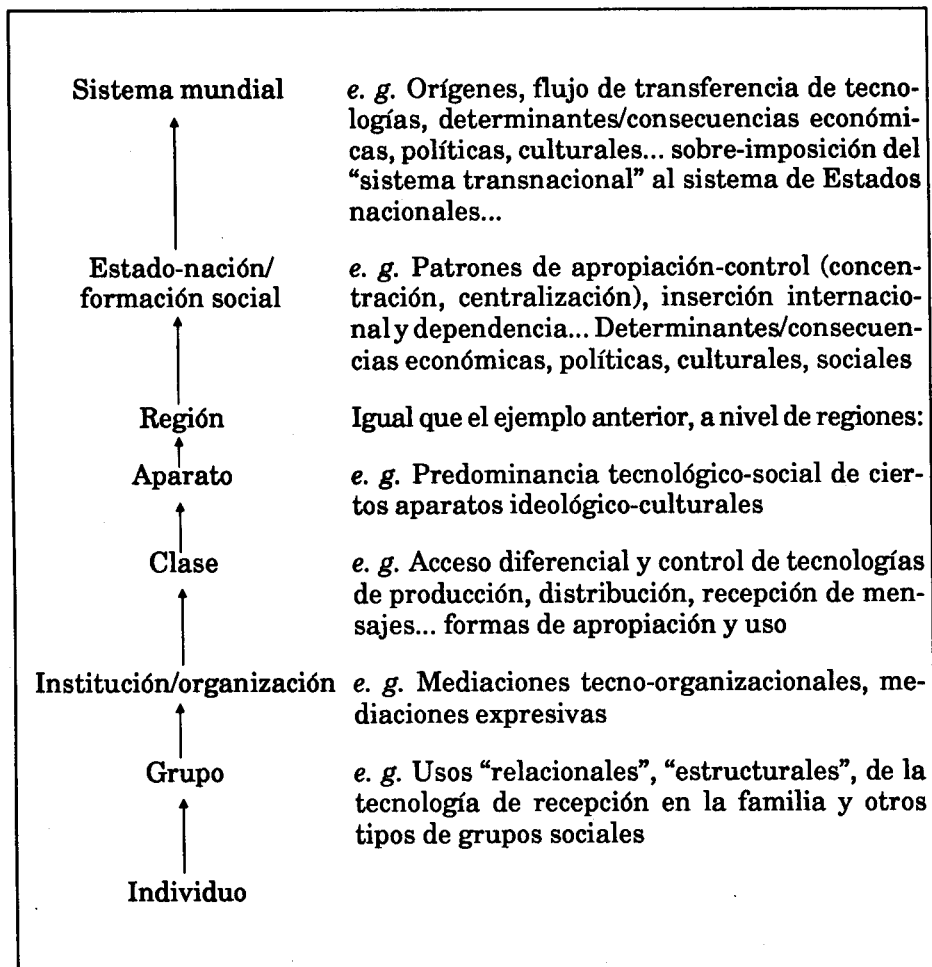 Sistema mundial e. g. Orígenes, flujo de transferencia de tecno-
logías, determinantes/consecuencias económi-
cas, políticas, culturales... sobre-imposición del
“sistema transnacional” al sistema de Estados
nacionales...
Estado-nación/ e. g. Patrones de apropiación-control (concen-
formación social tración, centralización), inserción internacio-
nal y dependencia... Determinantes/consecuen-
cias económicas, políticas, culturales, sociales
Región Igual que el ejemplo anterior, a nivel de regiones:
Aparato e. g. Predominancia tecnológico-social de cier-
tos aparatos ideológico-culturales
Clase e. g. Acceso diferencial y control de tecnologías
de producción, distribución, recepción de men-
sajes... formas de apropiación y uso
Institución/organización e. g. Mediaciones tecno-organizacionales, me-
diaciones expresivas
Grupo e. g. Usos “relacionales”, “estructurales”, de la
tecnología de recepción en la familia y otros
tipos de grupos sociales
Individuo